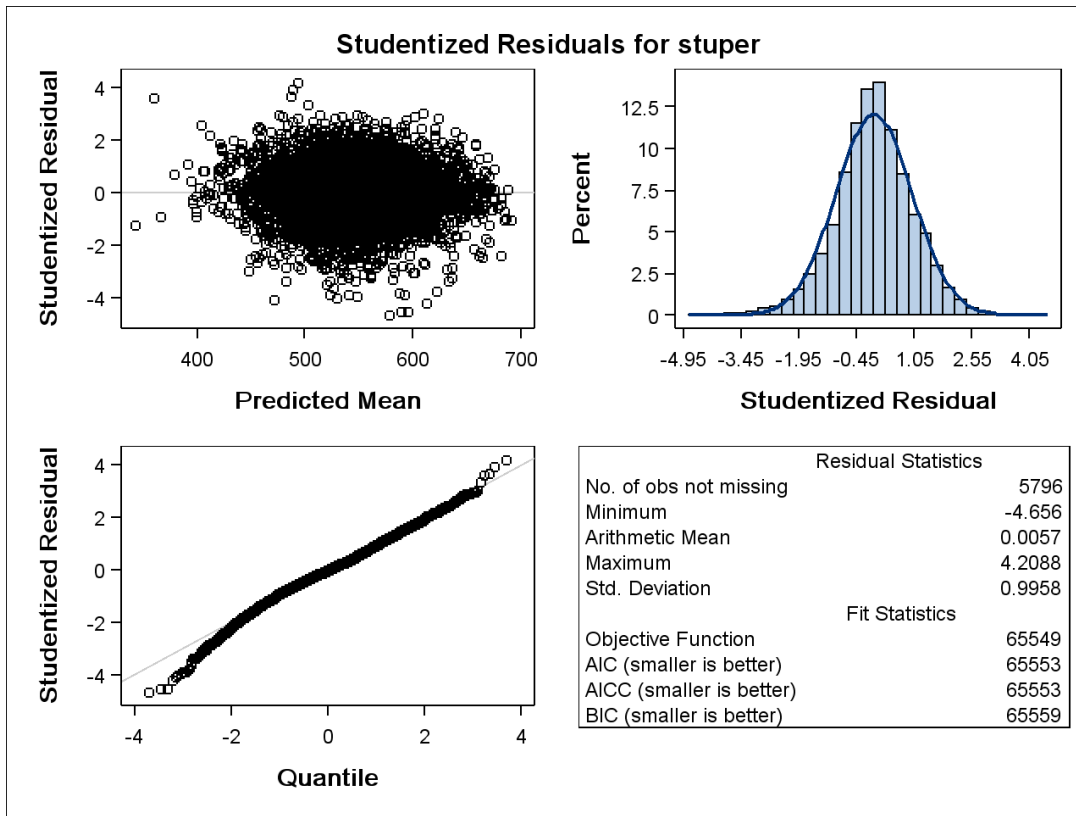 Studentized Residuals for stuper
Studentized Residual
4
2
0
-2
-4
400 500 600 700
Predicted Mean
Percent
12.5
10.0
7.5
5.0
2.5
0
-4.95 -3.45 -1.95 -0.45 1.05 2.55 4.05
Studentized Residual
Studentized Residual
4
2
0
-2
-4
-4 -2 0 2 4
Quantile
Residual Statistics
No. of obs not missing 5796
Minimum -4.656
Arithmetic Mean 0.0057
Maximum 4.2088
Std. Deviation 0.9958
Fit Statistics
Objective Function 65549
AIC (smaller is better) 65553
AICC (smaller is better) 65553
BIC (smaller is better) 65559